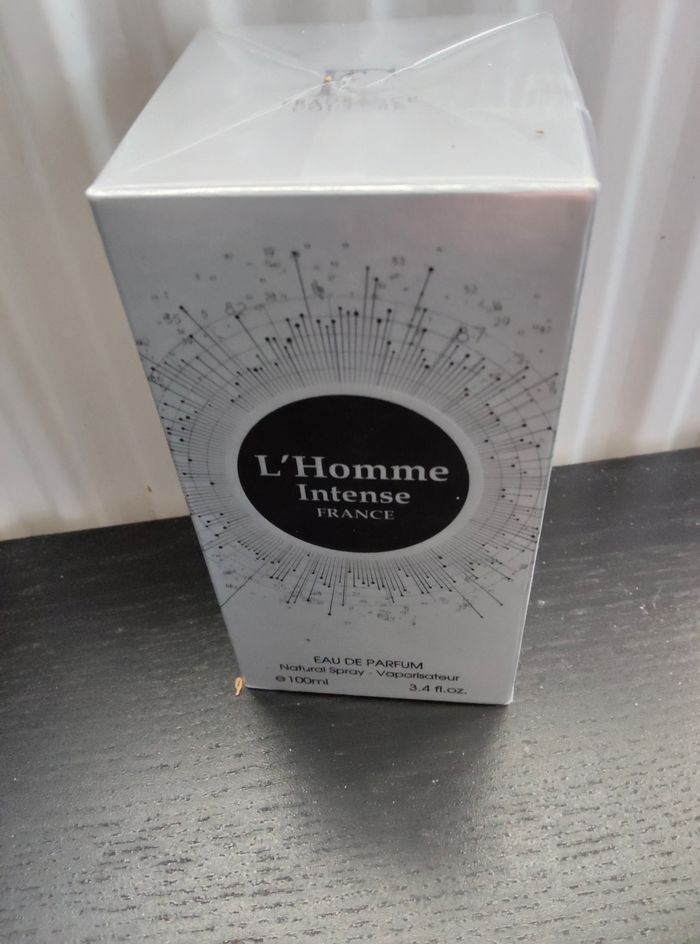 L'Homme
Intense
FRANCE
EAU DE PARFUM
Natural Spray - Vaporisateur
℮100ml 3.4 fl.oz.